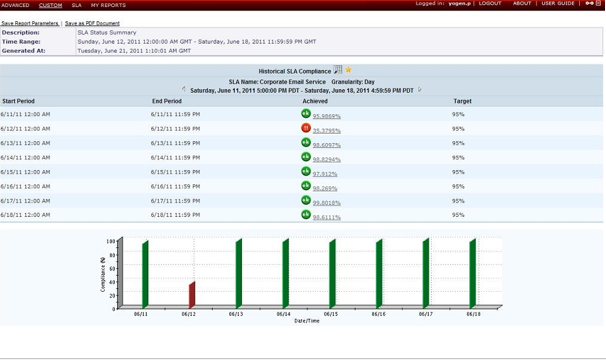 ADVANCED CUSTOM SLA MY REPORTS Logged in: yogen.p | LOGOUT ABOUT | USER GUIDE |
Save Report Parameters | Save as PDF Document
Description: SLA Status Summary
Time Range: Sunday, June 12, 2011 12:00:00 AM GMT - Saturday, June 18, 2011 11:59:59 PM GMT
Generated At: Tuesday, June 21, 2011 1:10:01 AM GMT
Historical SLA Compliance
SLA Name: Corporate Email Service Granularity: Day
Saturday, June 11, 2011 5:00:00 PM PDT - Saturday, June 18, 2011 4:59:59 PM PDT
Start Period End Period Achieved Target
6/11/11 12:00 AM 6/11/11 11:59 PM ok 95.9869% 95%
6/12/11 12:00 AM 6/12/11 11:59 PM !! 35.3795% 95%
6/13/11 12:00 AM 6/13/11 11:59 PM ok 98.6097% 95%
6/14/11 12:00 AM 6/14/11 11:59 PM ok 98.8294% 95%
6/15/11 12:00 AM 6/15/11 11:59 PM ok 97.912% 95%
6/16/11 12:00 AM 6/16/11 11:59 PM ok 98.269% 95%
6/17/11 12:00 AM 6/17/11 11:59 PM ok 99.8018% 95%
6/18/11 12:00 AM 6/18/11 11:59 PM ok 98.6111% 95%
Compliance (%)
100
80
60
40
20
0
06/11 06/12 06/13 06/14 06/15 06/16 06/17 06/18
Date/Time